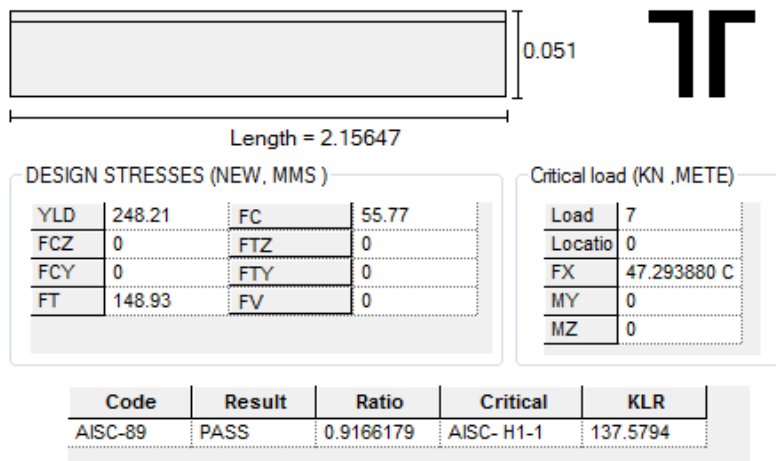 0.051
Length = 2.15647
DESIGN STRESSES (NEW, MMS )
Critical load (KN ,METE)
YLD 248.21 FC 55.77
FCZ 0 FTZ 0
FCY 0 FTY 0
FT 148.93 FV 0
Load 7
Locatio 0
FX 47.293880 C
MY 0
MZ 0
Code Result Ratio Critical KLR
AISC-89 PASS 0.9166179 AISC- H1-1 137.5794